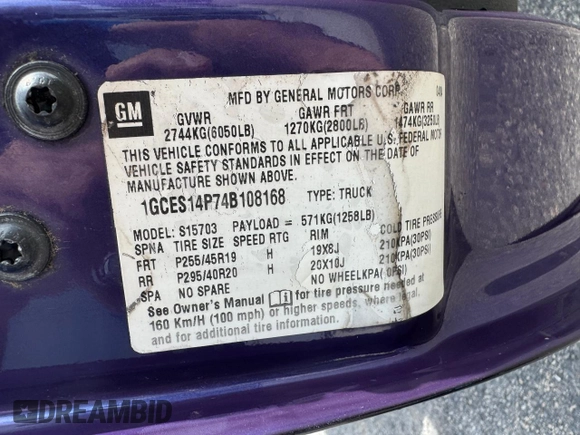 MFD BY GENERAL MOTORS CORP.
GM
GVWR GAWR FRT GAWR RR
2744KG(6050LB) 1270KG(2800LB) 1474KG(3250LB
THIS VEHICLE CONFORMS TO ALL APPLICABLE U.S. FEDERAL MOTOR
VEHICLE SAFETY STANDARDS IN EFFECT ON THE DATE OF
MANUFACTURE SHOWN ABOVE.
1GCES14P74B108168 TYPE: TRUCK
MODEL: S15703 PAYLOAD = 571KG(1258LB)
SPNA TIRE SIZE SPEED RTG RIM COLD TIRE PRESSURE
FRT P255/45R19 H 19X8J 210KPA(30PSI)
RR P295/40R20 H 20X10J 210KPA(30PSI)
SPA NO SPARE NO WHEELKPA( 0PSI)
See Owner's Manual for tire pressure at
160 Km/H (100 mph) or higher speeds, where legal,
and for additional tire information.
DREAMBID